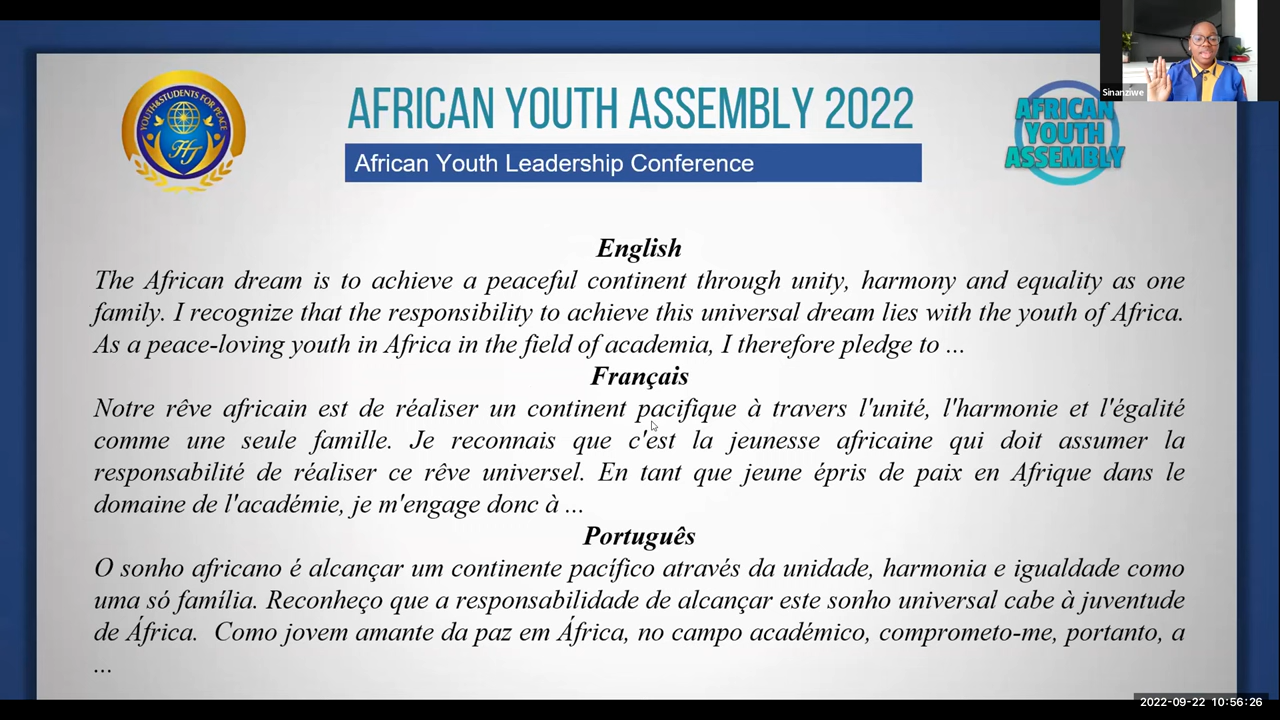 YOUTH & STUDENTS FOR PEACE
HJ
AFRICAN YOUTH ASSEMBLY 2022
African Youth Leadership Conference
AFRICAN
YOUTH
ASSEMBLY
Sinanziwe
English
The African dream is to achieve a peaceful continent through unity, harmony and equality as one
family. I recognize that the responsibility to achieve this universal dream lies with the youth of Africa.
As a peace-loving youth in Africa in the field of academia, I therefore pledge to ...
Français
Notre rêve africain est de réaliser un continent pacifique à travers l'unité, l'harmonie et l'égalité
comme une seule famille. Je reconnais que c'est la jeunesse africaine qui doit assumer la
responsabilité de réaliser ce rêve universel. En tant que jeune épris de paix en Afrique dans le
domaine de l'académie, je m'engage donc à ...
Português
O sonho africano é alcançar um continente pacífico através da unidade, harmonia e igualdade como
uma só família. Reconheço que a responsabilidade de alcançar este sonho universal cabe à juventude
de África. Como jovem amante da paz em África, no campo académico, comprometo-me, portanto, a
...
2022-09-22 10:56:26